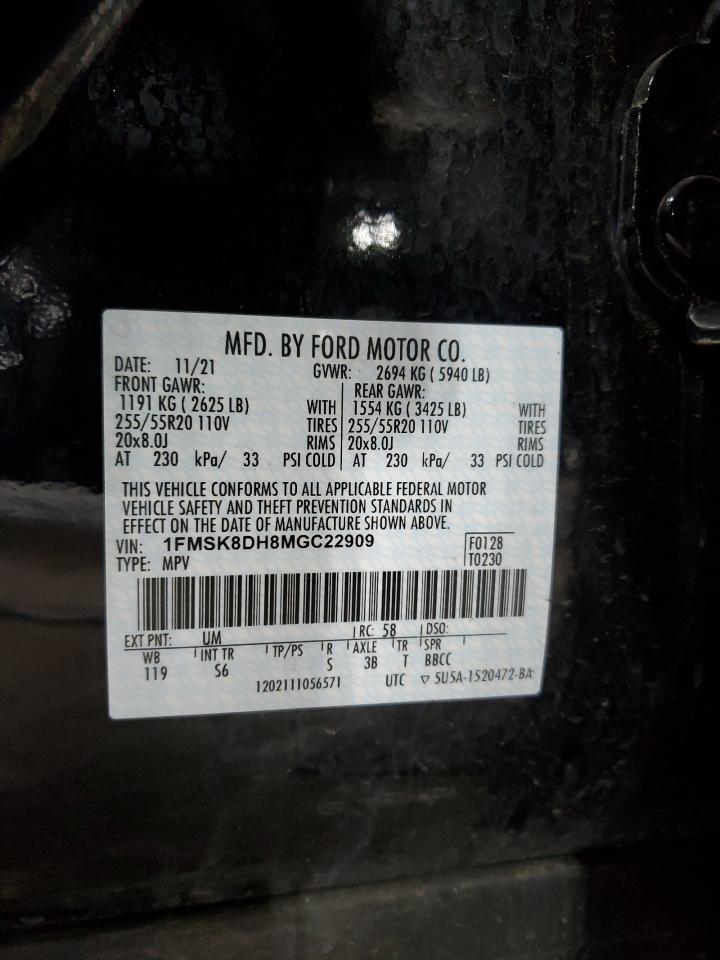 MFD. BY FORD MOTOR CO.
DATE: 11/21 GVWR: 2694 KG ( 5940 LB)
FRONT GAWR: REAR GAWR:
1191 KG ( 2625 LB) WITH 1554 KG ( 3425 LB) WITH
255/55R20 110V TIRES 255/55R20 110V TIRES
20x8.0J RIMS 20x8.0J RIMS
AT 230 kPa/ 33 PSI COLD AT 230 kPa/ 33 PSI COLD
THIS VEHICLE CONFORMS TO ALL APPLICABLE FEDERAL MOTOR
VEHICLE SAFETY AND THEFT PREVENTION STANDARDS IN
EFFECT ON THE DATE OF MANUFACTURE SHOWN ABOVE.
VIN: 1FMSK8DH8MGC22909 F0128
TYPE: MPV T0230
EXT PNT: UM RC: 58 DSO:
WB INT TR TP/PS R AXLE TR SPR
119 S6 S 3B T BBCC
1202111056571 UTC ▽ 5U5A-1520472-BA